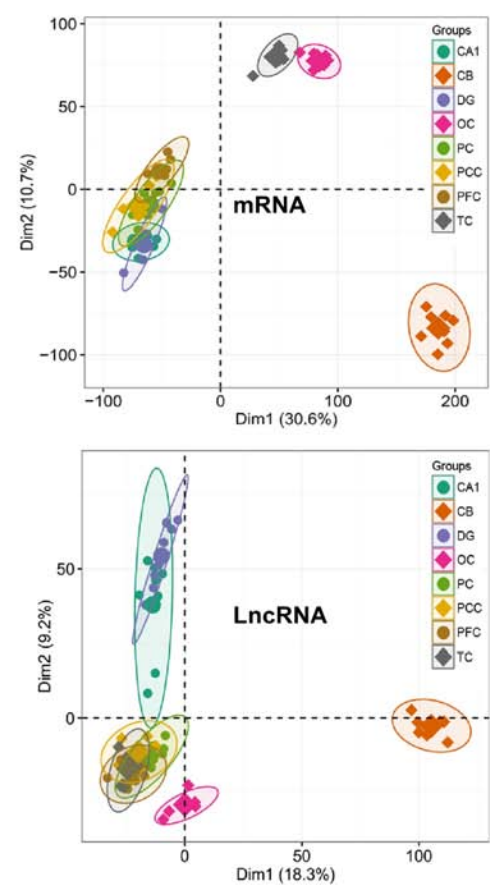 100
50
0
−50
−100
Dim2 (10.7%)
mRNA
Groups
CA1
CB
DG
OC
PC
PCC
PFC
TC
−100
0
100
200
Dim1 (30.6%)
50
0
Dim2 (9.2%)
LncRNA
Groups
CA1
CB
DG
OC
PC
PCC
PFC
TC
0
50
100
Dim1 (18.3%)